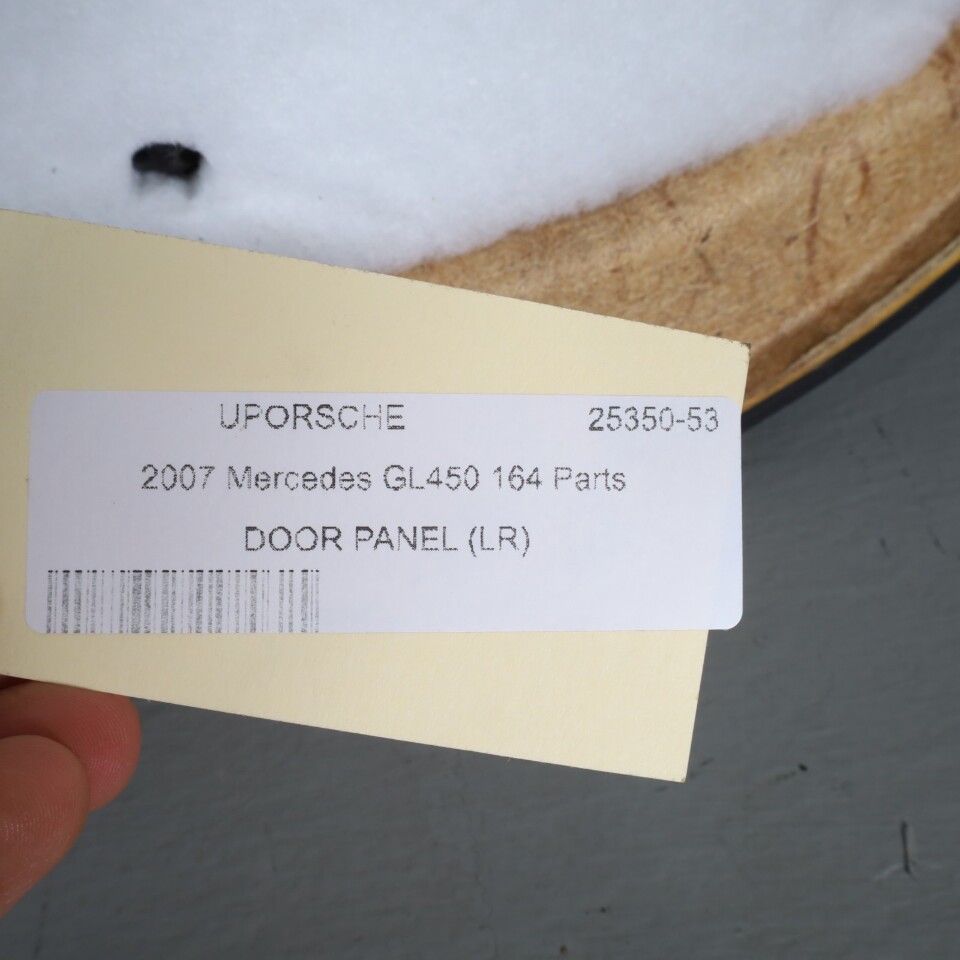 UPORSCHE 25350-53
2007 Mercedes GL450 164 Parts
DOOR PANEL (LR)